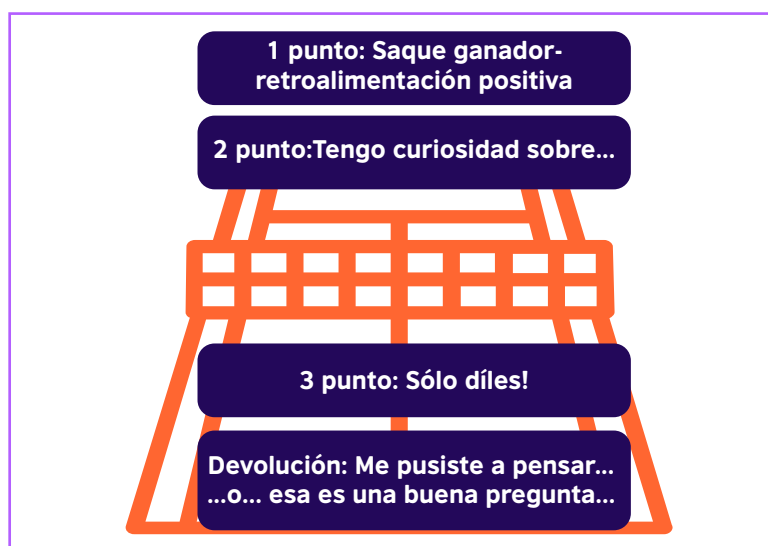 1 punto: Saque ganador-
retroalimentación positiva
2 punto:Tengo curiosidad sobre...
3 punto: Sólo díles!
Devolución: Me pusiste a pensar...
...o... esa es una buena pregunta...